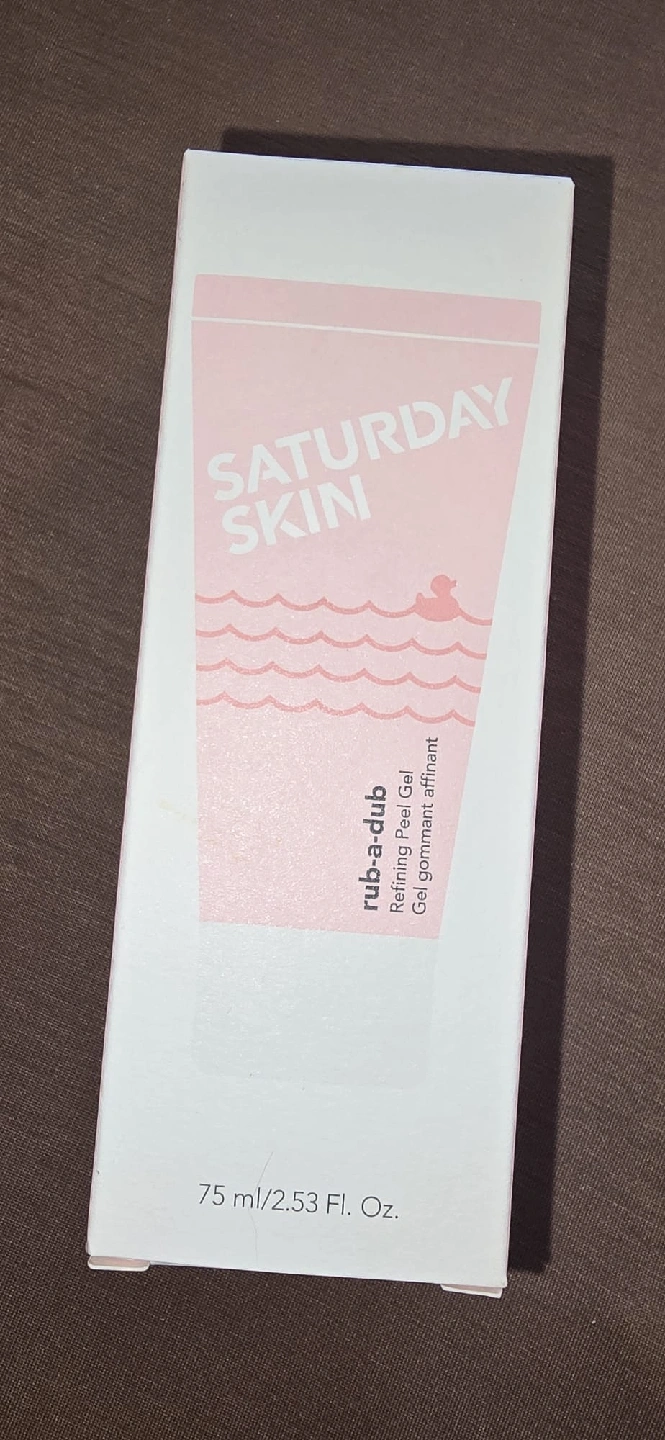 SATURDAY
SKIN
rub-a-dub
Refining Peel Gel
Gel gommant affinant
75 ml/2.53 Fl. Oz.